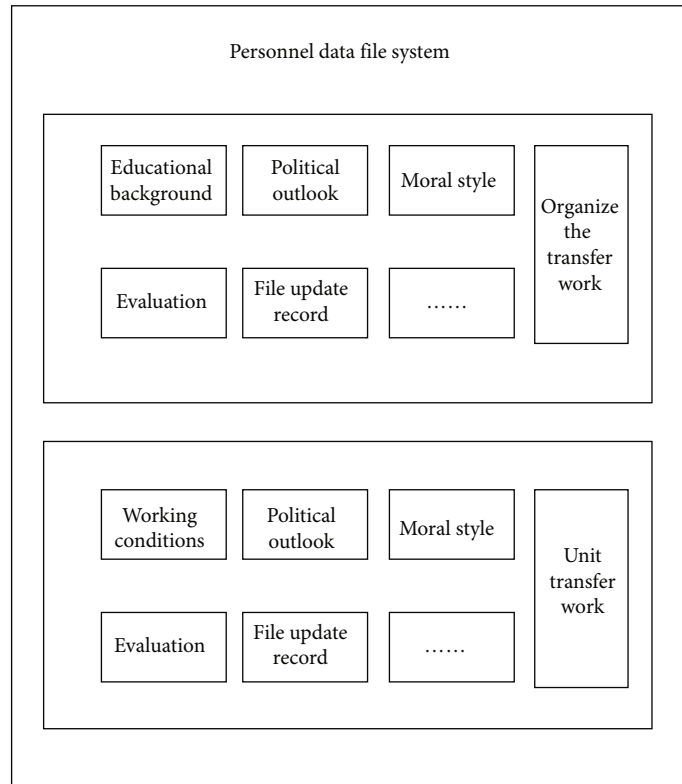 Personnel data file system
Educational
background
Political
outlook
Moral style
Organize
the
transfer
work
Evaluation
File update
record
……
Working
conditions
Political
outlook
Moral style
Unit
transfer
work
Evaluation
File update
record
……